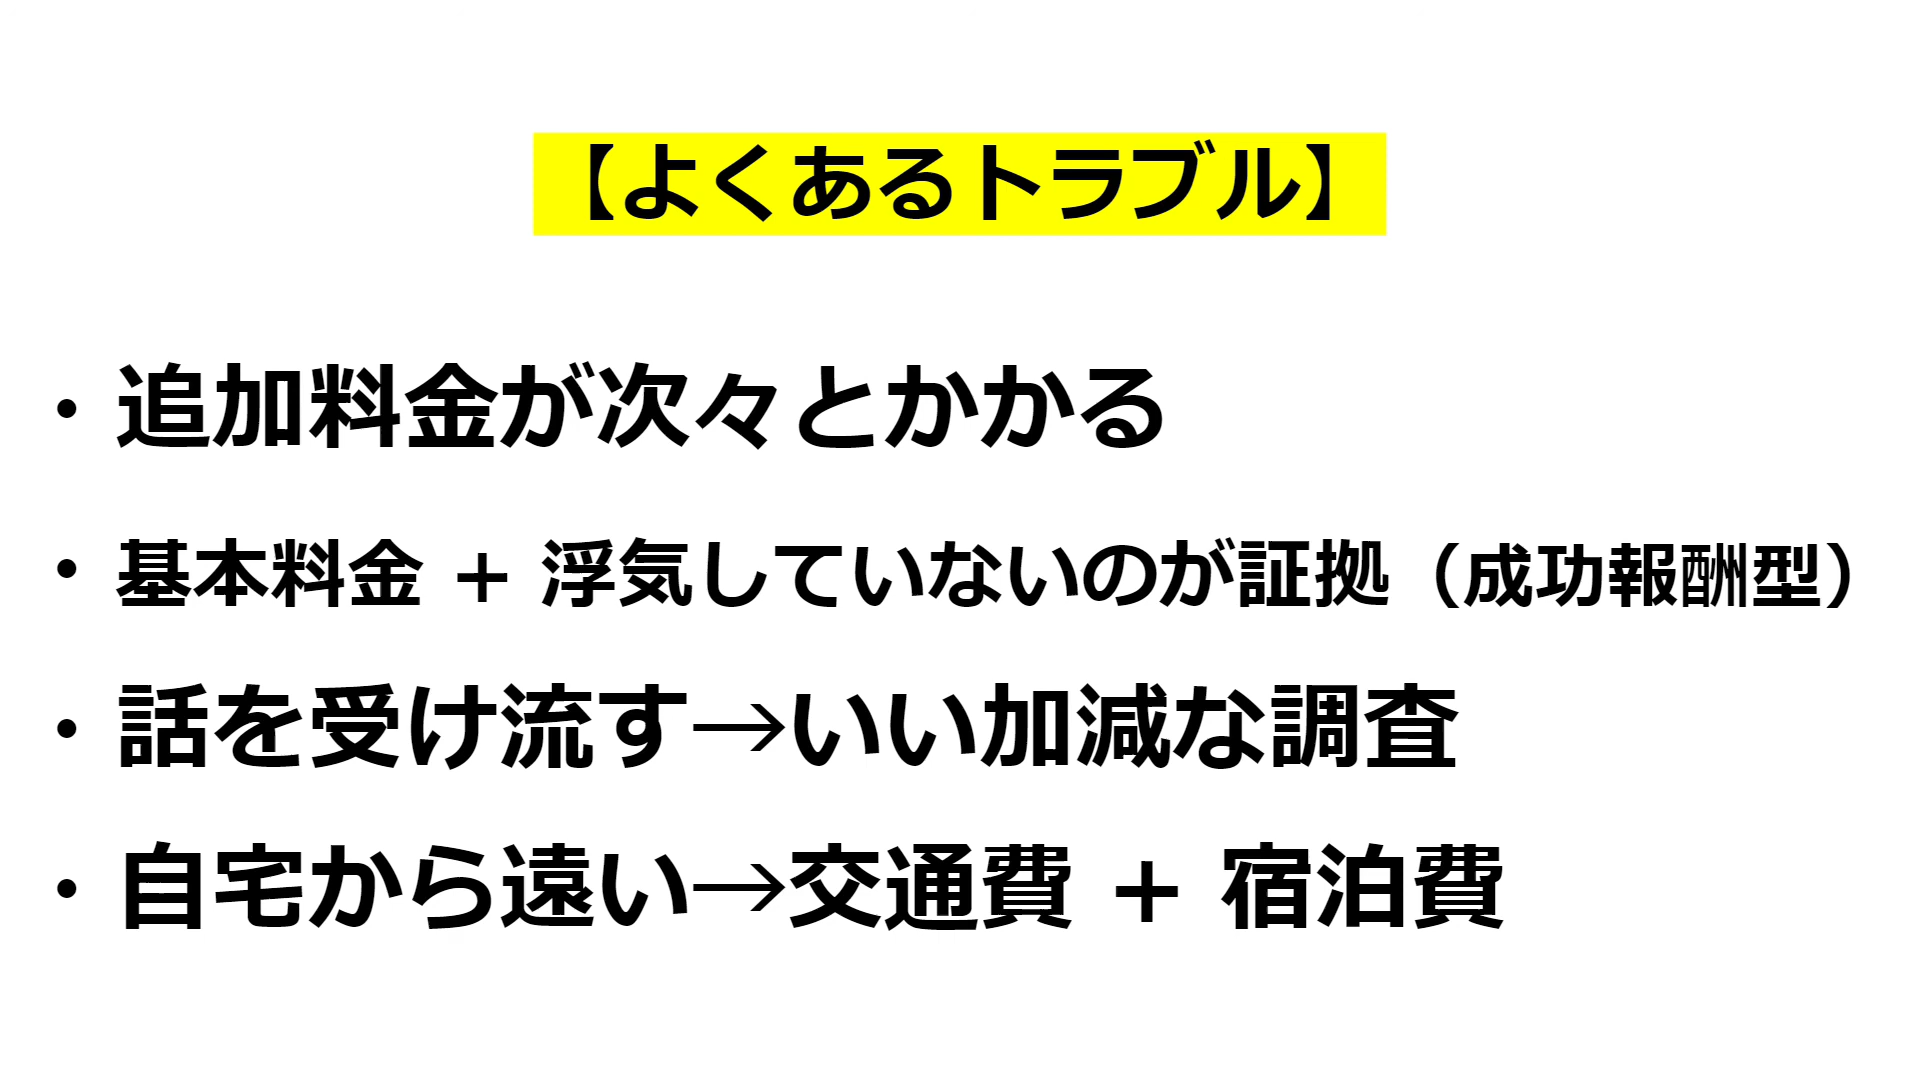 【よくあるトラブル】
・追加料金が次々とかかる
・基本料金 + 浮気していないのが証拠（成功報酬型）
・話を受け流す→いい加減な調査
・自宅から遠い→交通費 + 宿泊費